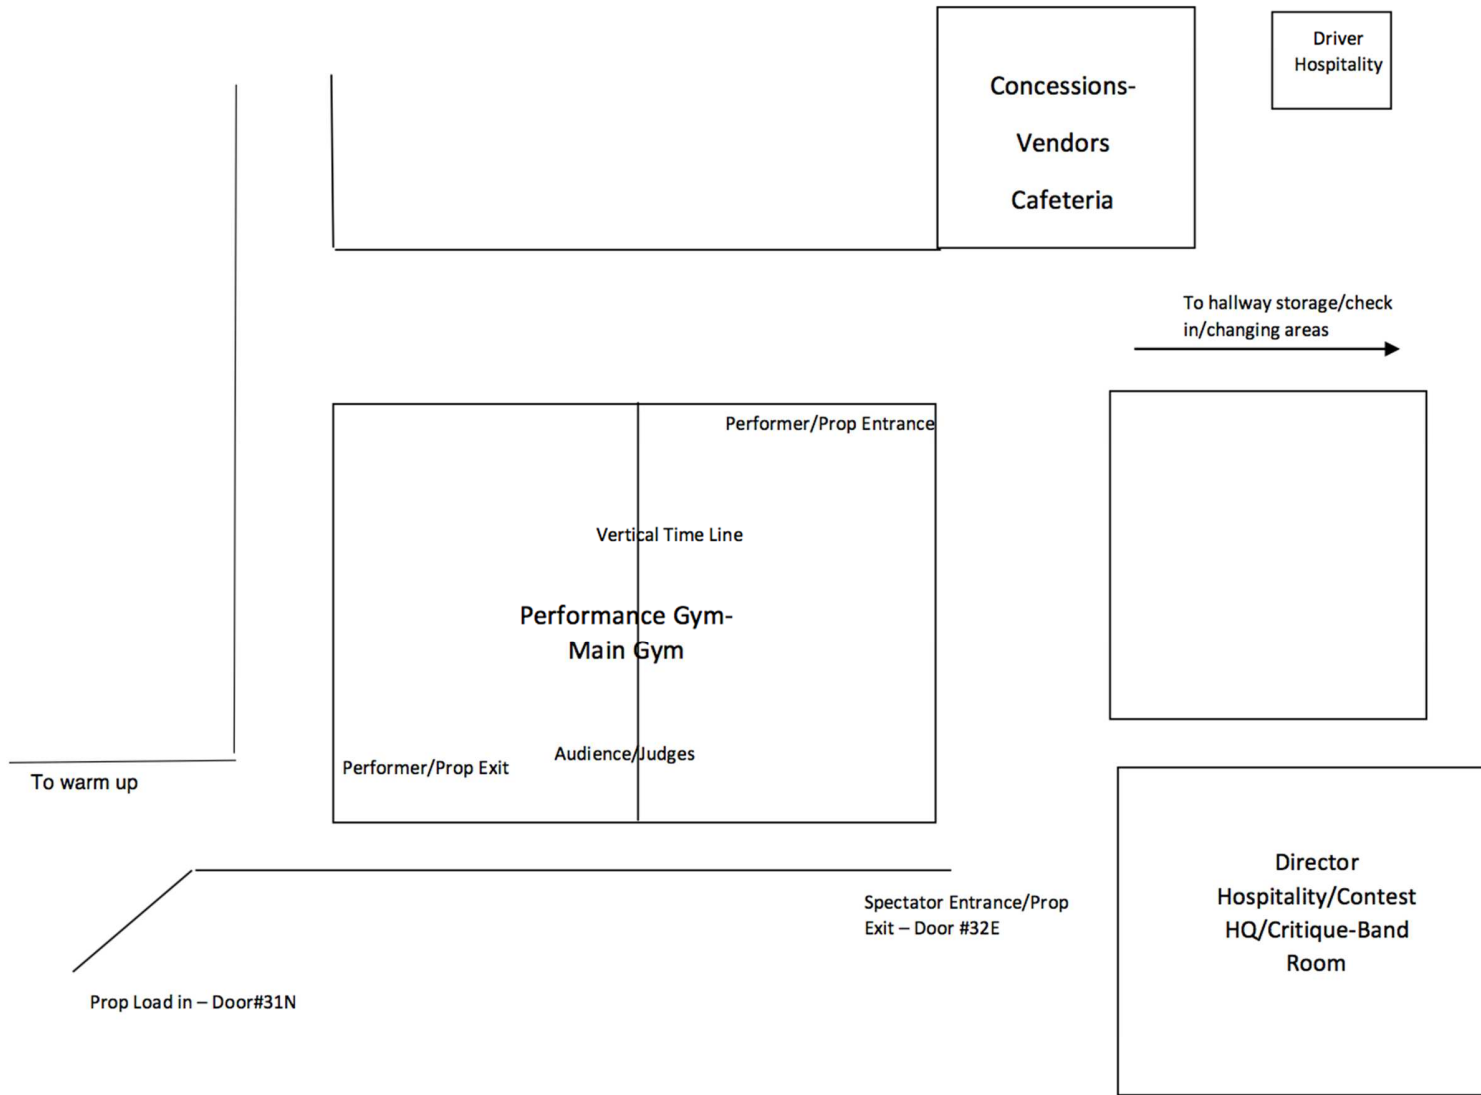 Driver
Hospitality
Concessions-
Vendors
Cafeteria
To hallway storage/check
in/changing areas
Performer/Prop Entrance
Vertical Time Line
Performance Gym-
Main Gym
Audience/Judges
Performer/Prop Exit
To warm up
Director
Hospitality/Contest
HQ/Critique-Band
Room
Spectator Entrance/Prop
Exit – Door #32E
Prop Load in – Door#31N